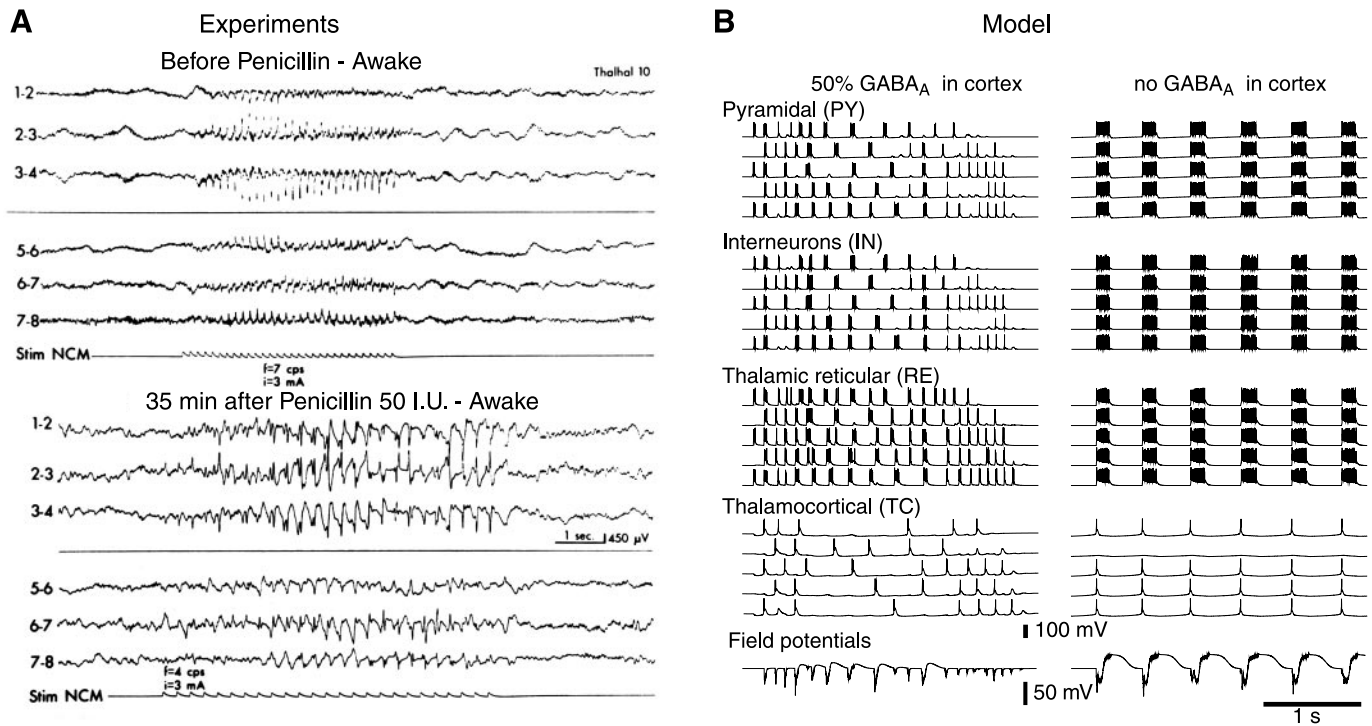 A
Experiments
Before Penicillin - Awake
Thalhal 10
1-2
2-3
3-4
5-6
6-7
7-8
Stim NCM
f=7 cps
i=3 mA
35 min after Penicillin 50 I.U. - Awake
1-2
2-3
3-4
1 sec. 450 µV
5-6
6-7
7-8
f=4 cps
i=3 mA
Stim NCM
B
Model
50% GABAA in cortex
no GABAA in cortex
Pyramidal (PY)
Interneurons (IN)
Thalamic reticular (RE)
Thalamocortical (TC)
100 mV
Field potentials
50 mV
1 s